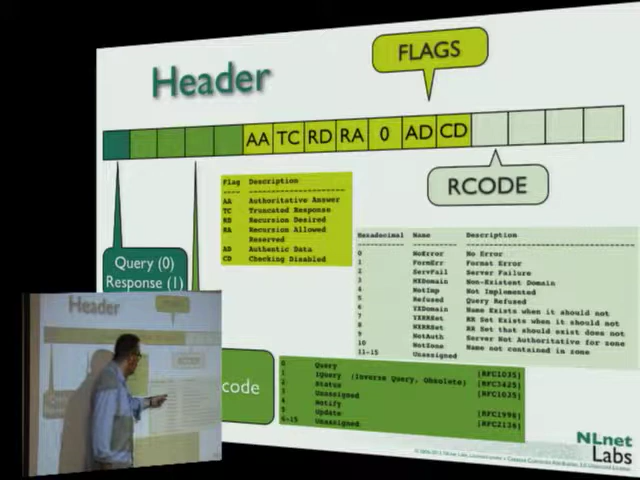 Header
FLAGS
AA TC RD RA 0 AD CD
RCODE
Query (0)
Response (1)
code
Flag Description
AA Authoritative Answer
TC Truncated Response
RD Recursion Desired
RA Recursion Allowed
Reserved
AD Authentic Data
CD Checking Disabled
Hexadecimal Name Description
0 NoError No Error
1 FormErr Format Error
2 ServFail Server Failure
3 NXDomain Non-Existent Domain
4 NotImp Not Implemented
5 Refused Query Refused
6 YXDomain Name Exists when it should not
7 YXRRSet RR Set Exists when it should not
8 NXRRSet RR Set that should exist does not
9 NotAuth Server Not Authoritative for zone
10 NotZone Name not contained in zone
11-15 Unassigned
0 Query [RFC1035]
1 IQuery (Inverse Query, Obsolete) [RFC3425]
2 Status [RFC1035]
3 Unassigned
4 Notify [RFC1996]
5 Update [RFC2136]
6-15 Unassigned
NLnet
Labs
Header